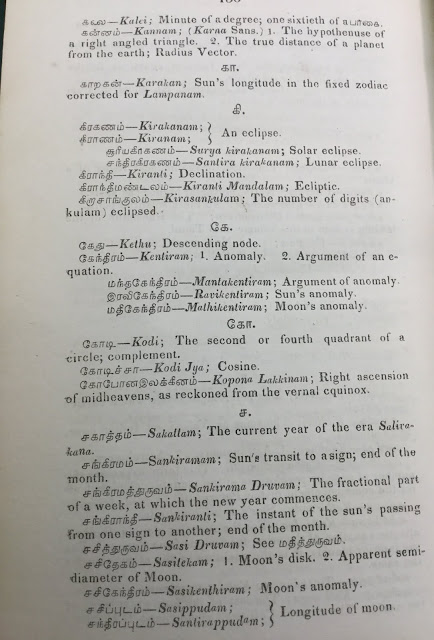 கலை—Kalei; Minute of a degree; one sixtieth of a பாகை.
கன்னம்—Kannam; (Karna Sans.) 1. The hypothenuse of
a right angled triangle. 2. The true distance of a planet
from the earth; Radius Vector.
கா.
காறகன்—Karakan; Sun's longitude in the fixed zodiac
corrected for Lampanam.
கி.
கிரகணம்—Kirakanam; } An eclipse.
கிராணம்—Kiranam;
சூரியகிரகணம்—Surya kirakanam; Solar eclipse.
சந்திரகிரகணம்—Santira kirakanam; Lunar eclipse.
கிராந்தி—Kiranti; Declination.
கிராந்திமண்டலம்—Kiranti Mandalam; Ecliptic.
கிருசாங்குலம்—Kirasankulam; The number of digits (an-
kulam) eclipsed.
கே.
கேது—Kethu; Descending node.
கேந்திரம்—Kentiram; 1. Anomaly. 2. Argument of an e-
quation.
மந்தகேந்திரம்—Mantakentiram; Argument of anomaly.
இரவிகேந்திரம்—Ravikentiram; Sun's anomaly.
மதிகேந்திரம்—Mathikentiram; Moon's anomaly.
கோ.
கோடி—Kodi; The second or fourth quadrant of a
circle; complement.
கோடிச்சா—Kodi Jya; Cosine.
கோபோனஇலக்கினம்—Kopona Lakkinam; Right ascension
of midheavens, as reckoned from the vernal equinox.
ச.
சகாத்தம்—Sakattam; The current year of the era Saliva-
kana.
சங்கிரமம்—Sankiramam; Sun's transit to a sign; end of the
month.
சங்கிரமத்துருவம்—Sankirama Druvam; The fractional part
of a week, at which the new year commences.
சங்கிராந்தி—Sankiranti; The instant of the sun's passing
from one sign to another; end of the month.
சசித்துருவம்—Sasi Druvam; See மதித்துருவம்.
சசிதேகம்—Sasitekam; 1. Moon's disk. 2. Apparent semi-
diameter of Moon.
சசிகேந்திரம்—Sasikenthiram; Moon's anomaly.
சசிப்புடம்—Sasippudam; } Longitude of moon.
சந்திரப்புடம்—Santirappudam;